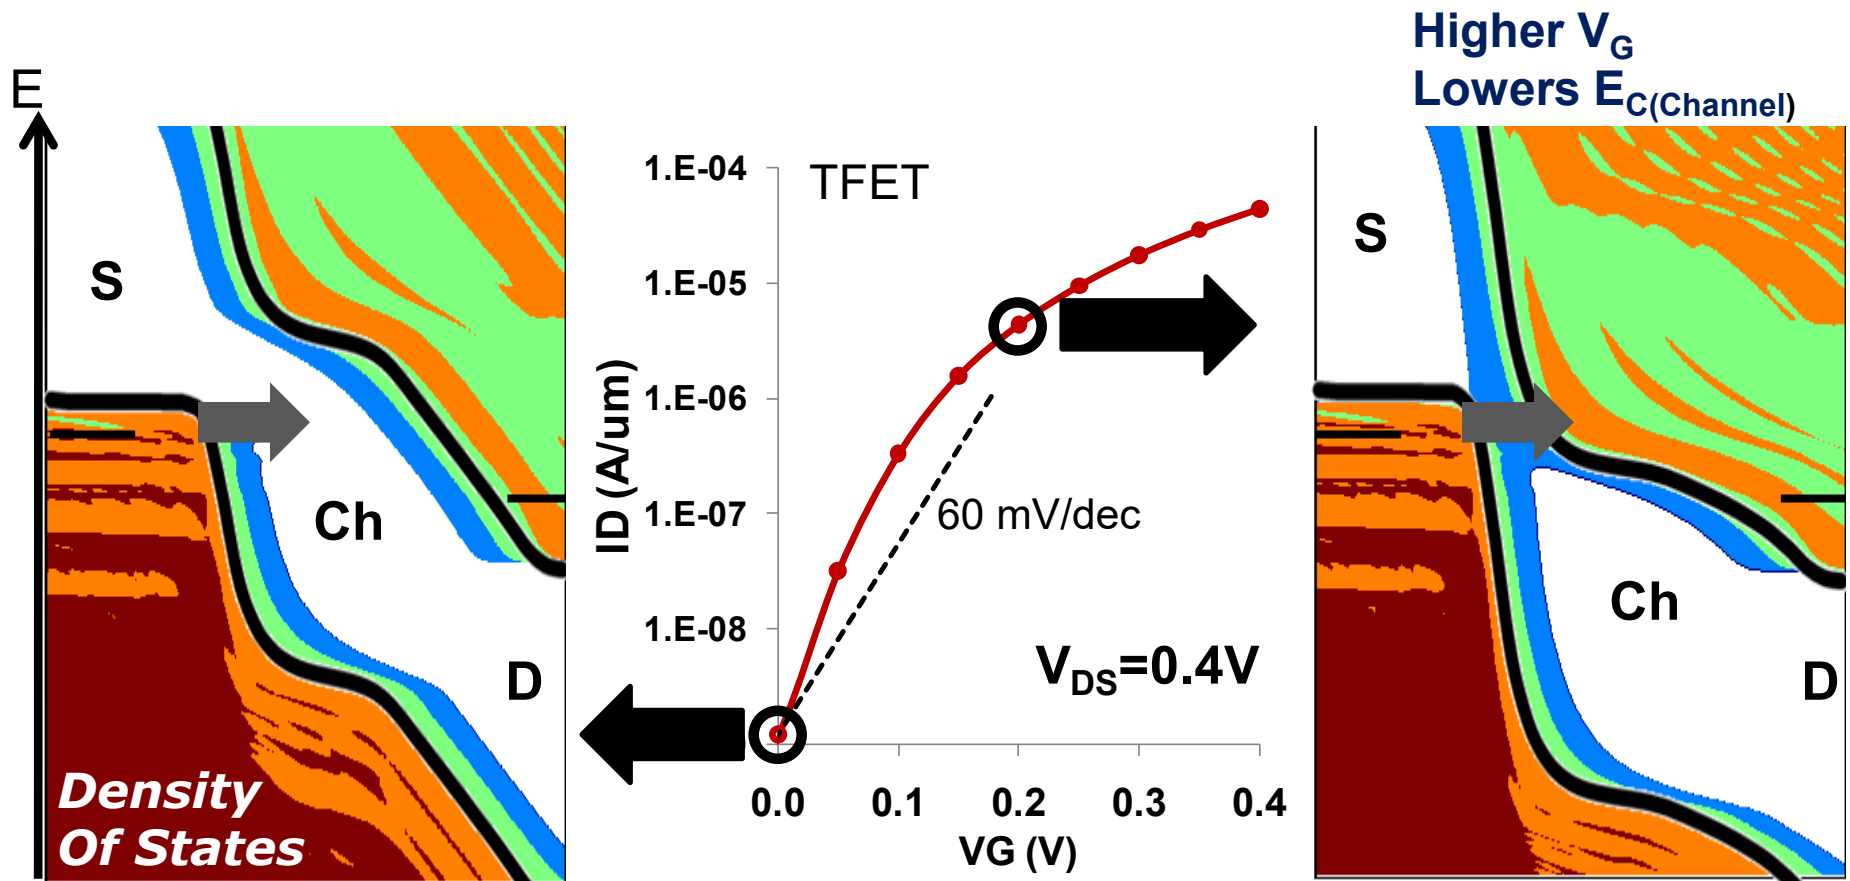 Higher VG
Lowers EC(Channel)
E
S
Ch
D
Density
Of States
TFET
1.E-04
1.E-05
1.E-06
1.E-07
1.E-08
ID (A/um)
60 mV/dec
VDS=0.4V
0.0 0.1 0.2 0.3 0.4
VG (V)
S
Ch
D